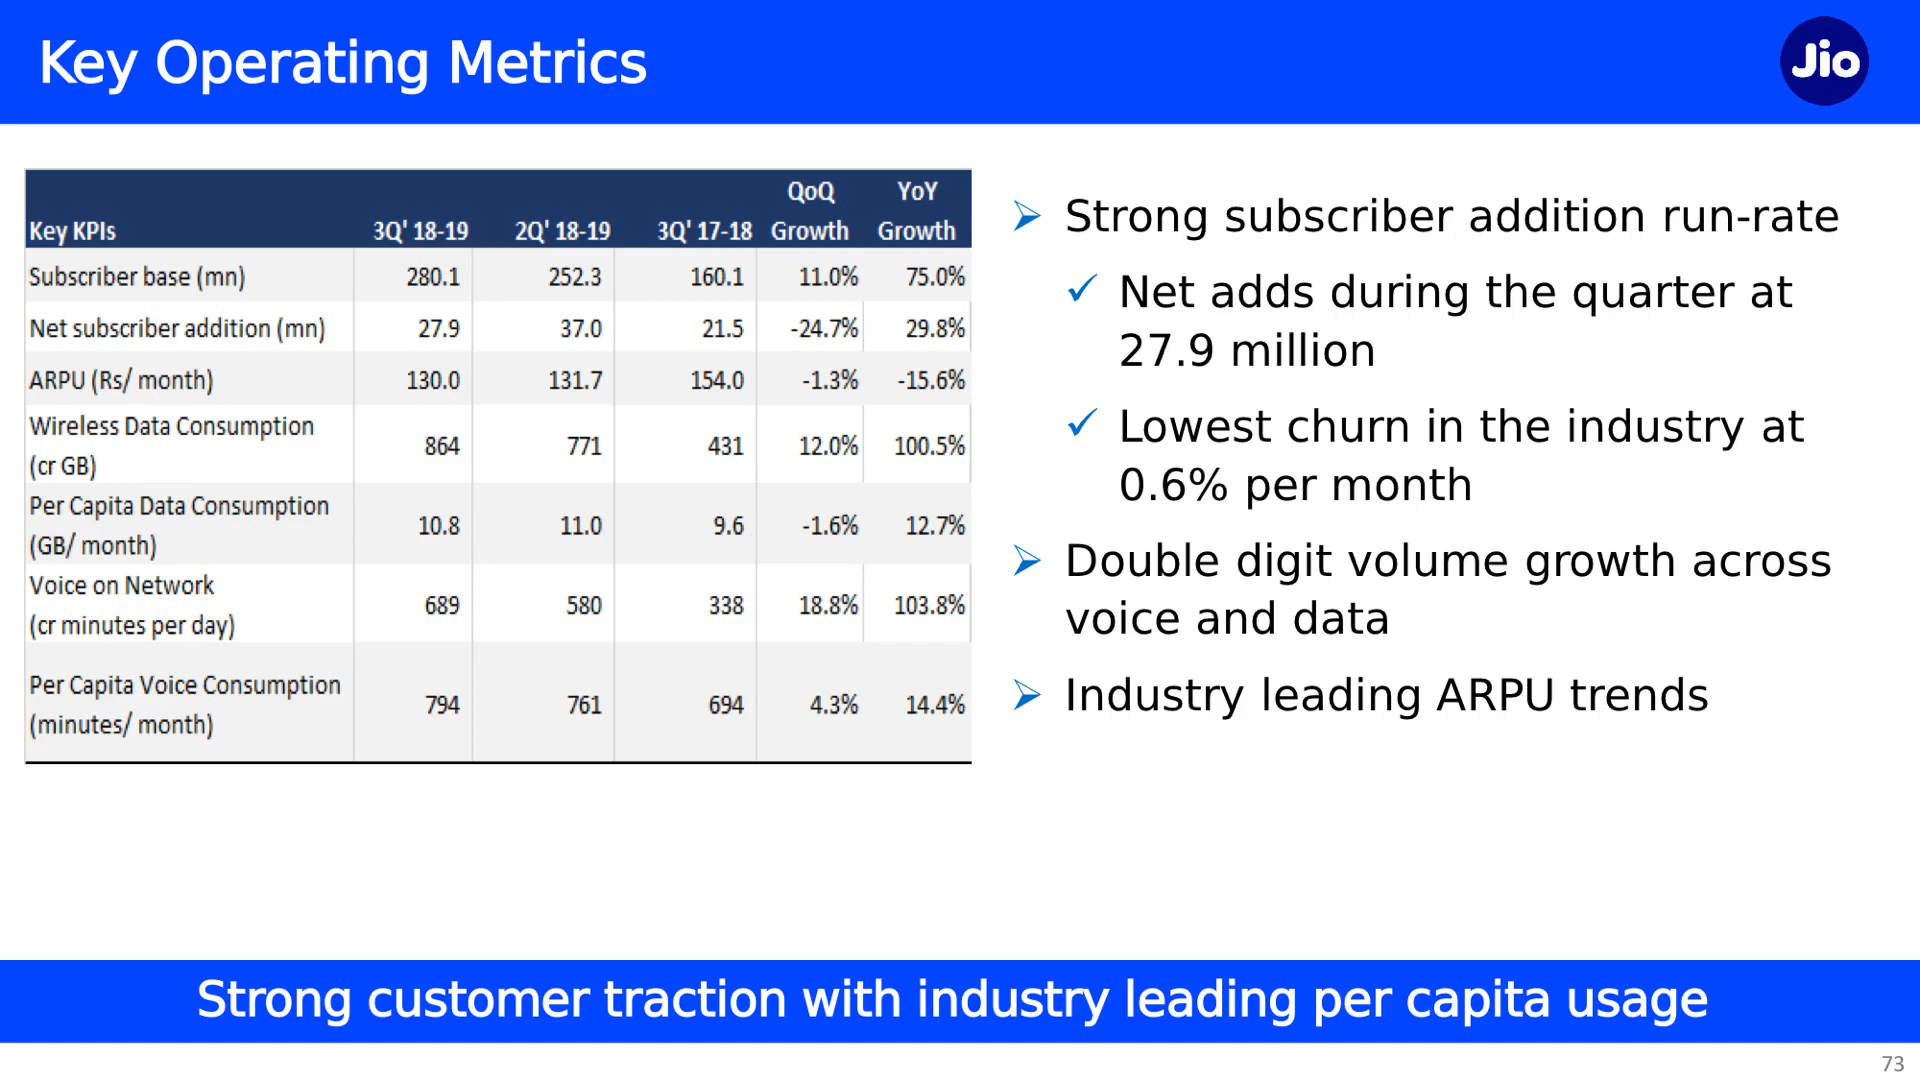 Key Operating Metrics
Jio
QoQ YoY
Key KPIs 3Q' 18-19 2Q' 18-19 3Q' 17-18 Growth Growth
Subscriber base (mn) 280.1 252.3 160.1 11.0% 75.0%
Net subscriber addition (mn) 27.9 37.0 21.5 -24.7% 29.8%
ARPU (Rs/ month) 130.0 131.7 154.0 -1.3% -15.6%
Wireless Data Consumption
(cr GB) 864 771 431 12.0% 100.5%
Per Capita Data Consumption
(GB/ month) 10.8 11.0 9.6 -1.6% 12.7%
Voice on Network
(cr minutes per day) 689 580 338 18.8% 103.8%
Per Capita Voice Consumption
(minutes/ month) 794 761 694 4.3% 14.4%
Strong subscriber addition run-rate
Net adds during the quarter at
27.9 million
Lowest churn in the industry at
0.6% per month
Double digit volume growth across
voice and data
Industry leading ARPU trends
Strong customer traction with industry leading per capita usage
73